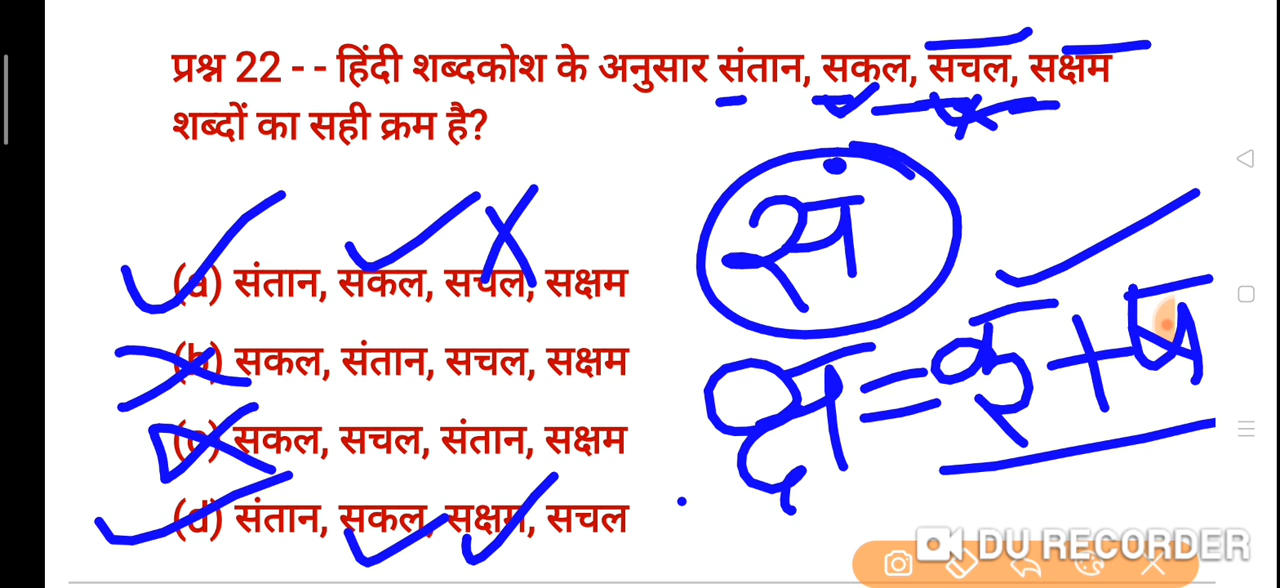 प्रश्न 22 - - हिंदी शब्दकोश के अनुसार संतान, सकल, सचल, सक्षम
शब्दों का सही क्रम है?
सं
(a) संतान, सकल, सचल, सक्षम
क्ष = क् + ष
(b) सकल, संतान, सचल, सक्षम
(c) सकल, सचल, संतान, सक्षम
(d) संतान, सकल, सक्षम, सचल
DU RECORDER